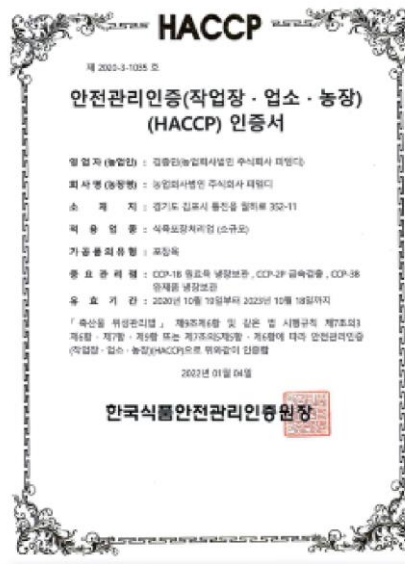 HACCP
제 2020-3-1085 호
안전관리인증(작업장 · 업소 · 농장)
(HACCP) 인증서
영 업 자 (농업인) : 김종민(농업회사법인 주식회사
회 사 명 (농장명) : 농업회사법인 주식회사
소 재 지 : 경기도 김포시 통진읍 월하로 352-11
적 용 업 종 : 식육포장처리업 (소규모)
가 공 품 의 유 형 : 포장육
중 요 관 리 점 : CCP-1B 원료육 냉장보관 , CCP-2P 금속검출 , CCP-3B
완제품 냉장보관
유 효 기 간 : 2020년 10월 19일부터 2023년 10월 18일까지
「 축산물 위생관리법 」 제9조제6항 및 같은 법 시행규칙 제7조의3
제6항 · 제7항 · 제9항 또는 제7조의5제5항 · 제6항에 따라 안전관리인증
(작업장 · 업소 · 농장)(HACCP)으로 위와같이 인증함
2022년 01월 04일
한국식품안전관리인증원장